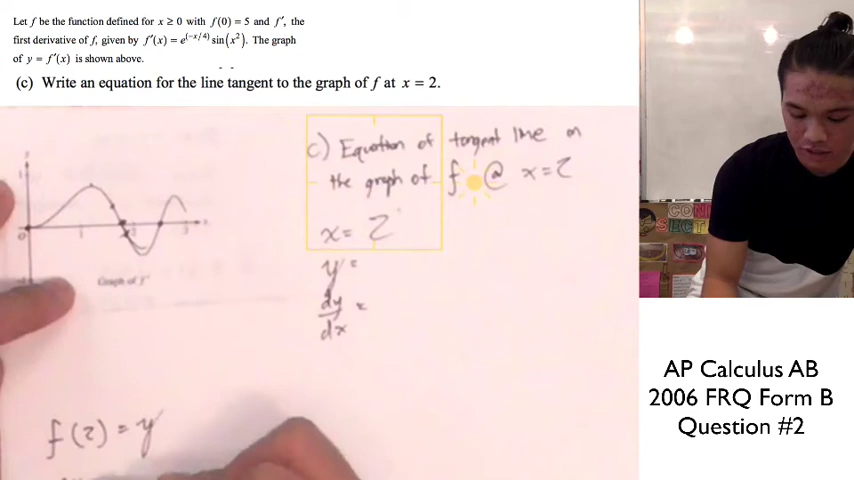 Let f be the function defined for x ≥ 0 with f(0) = 5 and f′, the
first derivative of f, given by f′(x) = e^(−x/4) sin(x²). The graph
of y = f′(x) is shown above.
(c) Write an equation for the line tangent to the graph of f at x = 2.
c) Equation of tangent line on
the graph of f @ x=2
x= 2
y =
dy/dx =
Graph of f′
f(2) = y
CON
SECT
AP Calculus AB
2006 FRQ Form B
Question #2